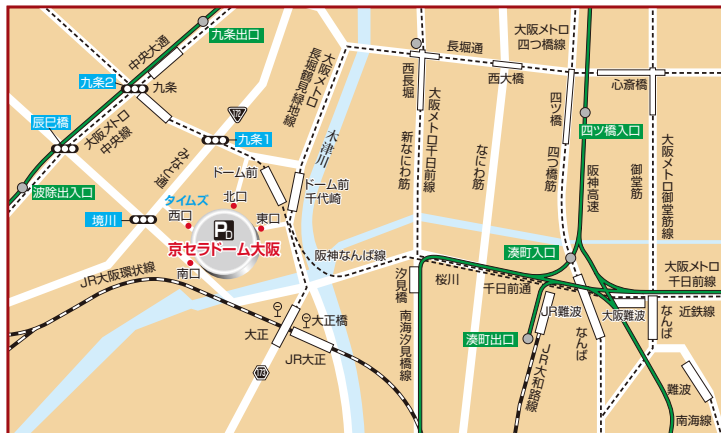 九条出口
中央大通
九条2
九条
辰巳橋
大阪メトロ
中央線
波除出入口
みなと通
172
九条1
大阪メトロ
長堀鶴見緑地線
木津川
ドーム前
ドーム前
千代崎
タイムズ
北口
西口
東口
南口
P
D
京セラドーム大阪
境川
JR大阪環状線
阪神なんば線
大正
大正橋
JR大正
173
長堀通
西長堀
西大橋
大阪メトロ
四つ橋線
四ツ橋
心斎橋
大阪メトロ千日前線
新なにわ筋
なにわ筋
四つ橋筋
四ツ橋入口
阪神高速
御堂筋
大阪メトロ御堂筋線
湊町入口
汐見橋
桜川
千日前通
大阪メトロ
千日前線
南海汐見橋線
湊町出口
JR難波
JR大和路線
なんば
大阪難波
なんば
近鉄線
難波
南海線